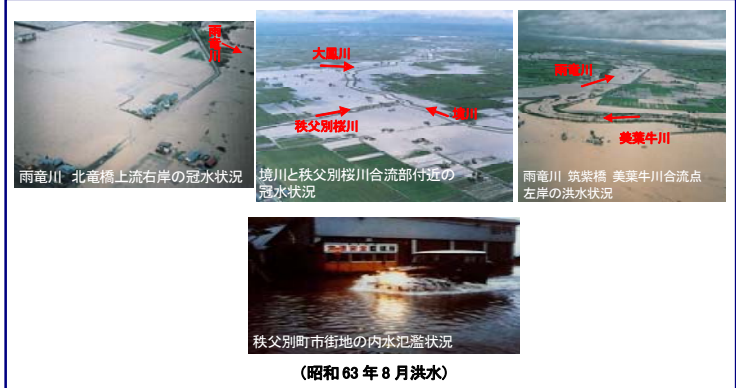 雨竜川
雨竜川　北竜橋上流右岸の冠水状況
大鳳川
秩父別桜川
境川
境川と秩父別桜川合流部付近の
冠水状況
雨竜川
美葉牛川
雨竜川 筑紫橋 美葉牛川合流点
左岸の洪水状況
秩父別町市街地の内水氾濫状況
（昭和 63 年 8 月洪水）